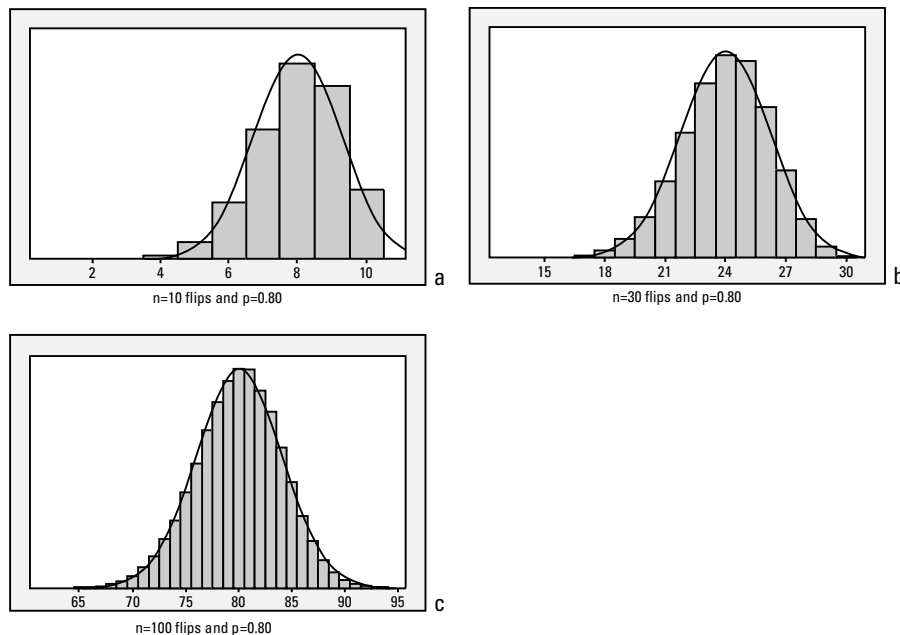 2 4 6 8 10
a
n=10 flips and p=0.80
15 18 21 24 27 30
b
n=30 flips and p=0.80
65 70 75 80 85 90 95
c
n=100 flips and p=0.80